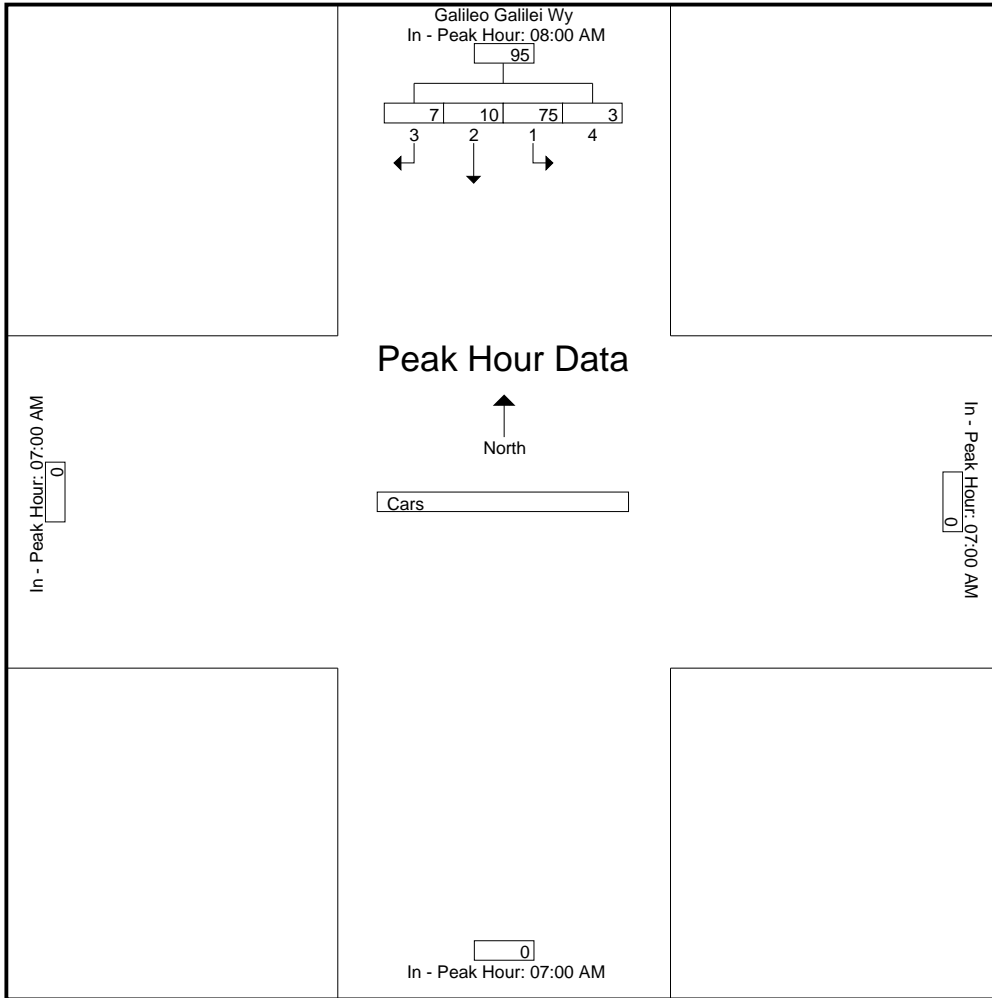 Galileo Galilei Wy
In - Peak Hour: 08:00 AM
95
7 10 75 3
3 2 1 4
Peak Hour Data
North
Cars
In - Peak Hour: 07:00 AM
0
In - Peak Hour: 07:00 AM
0
0
In - Peak Hour: 07:00 AM